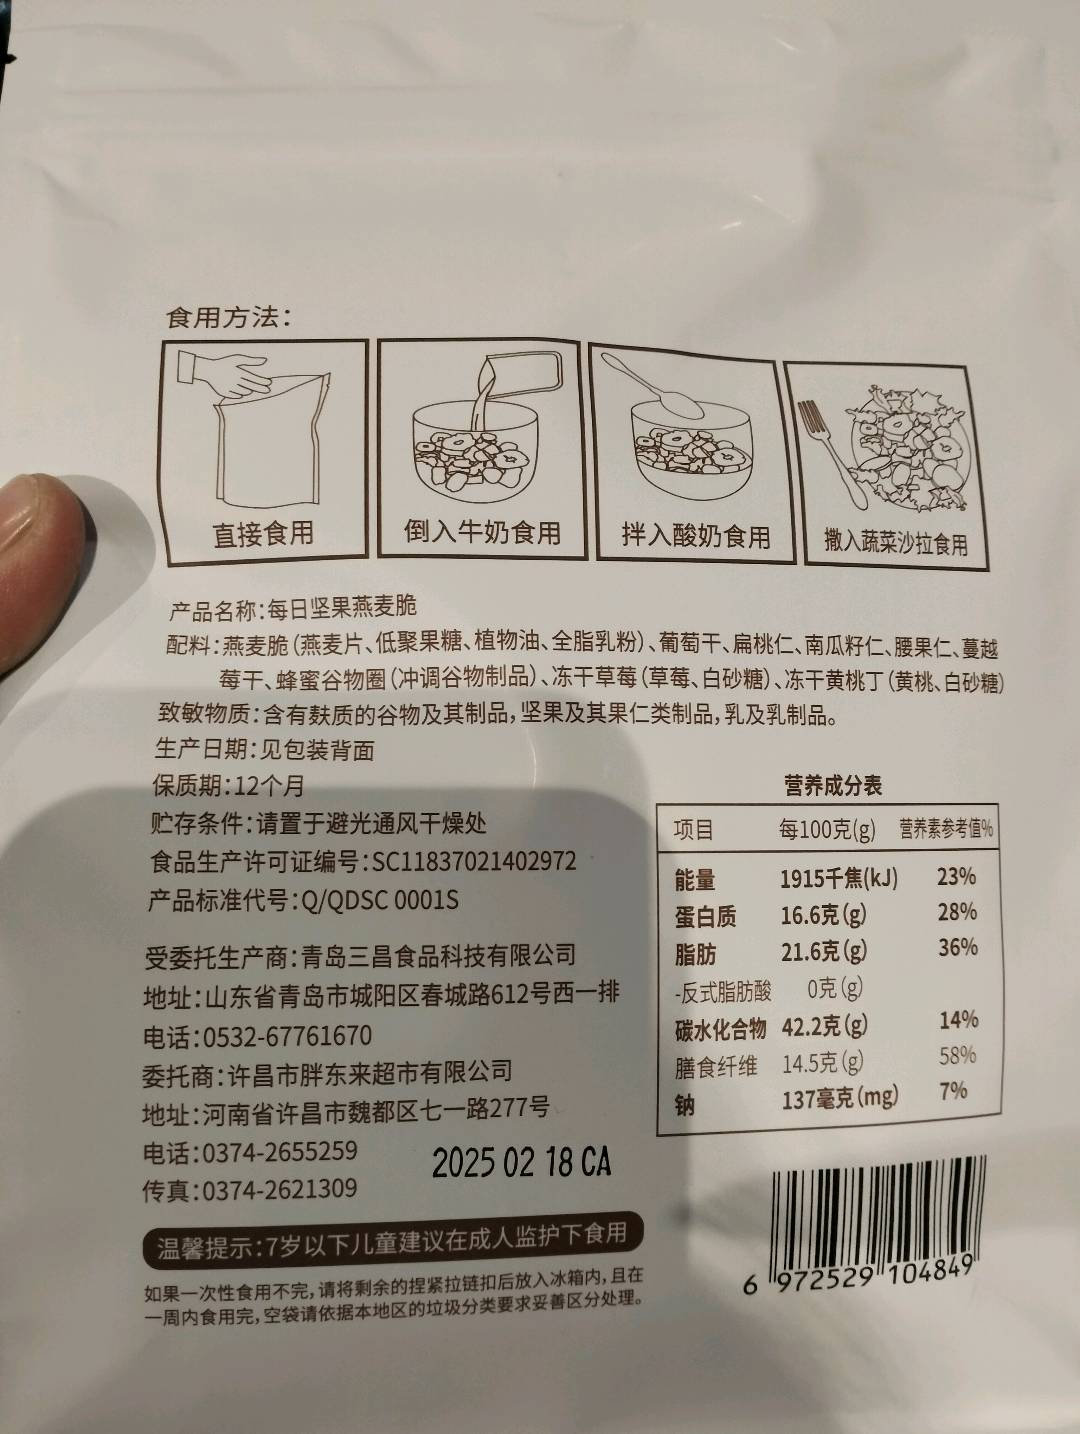 食用方法：
直接食用
倒入牛奶食用
拌入酸奶食用
撒入蔬菜沙拉食用
产品名称：每日坚果燕麦脆
配料：燕麦脆（燕麦片、低聚果糖、植物油、全脂乳粉）、葡萄干、扁桃仁、南瓜籽仁、腰果仁、蔓越
莓干、蜂蜜谷物圈（冲调谷物制品）、冻干草莓（草莓、白砂糖）、冻干黄桃丁（黄桃、白砂糖）
致敏物质：含有麸质的谷物及其制品，坚果及其果仁类制品，乳及乳制品。
生产日期：见包装背面
保质期：12个月
贮存条件：请置于避光通风干燥处
食品生产许可证编号：SC11837021402972
产品标准代号：Q/QDSC 0001S
受委托生产商：青岛三昌食品科技有限公司
地址：山东省青岛市城阳区春城路612号西一排
电话：0532-67761670
委托商：许昌市胖东来超市有限公司
地址：河南省许昌市魏都区七一路277号
电话：0374-2655259
传真：0374-2621309
2025 02 18 CA
温馨提示：7岁以下儿童建议在成人监护下食用
如果一次性食用不完，请将剩余的捏紧拉链扣后放入冰箱内，且在
一周内食用完，空袋请依据本地区的垃圾分类要求妥善区分处理。
营养成分表
项目 每100克(g) 营养素参考值%
能量 1915千焦(kJ) 23%
蛋白质 16.6克(g) 28%
脂肪 21.6克(g) 36%
-反式脂肪酸 0克(g)
碳水化合物 42.2克(g) 14%
膳食纤维 14.5克(g) 58%
钠 137毫克(mg) 7%
6 972529 104849